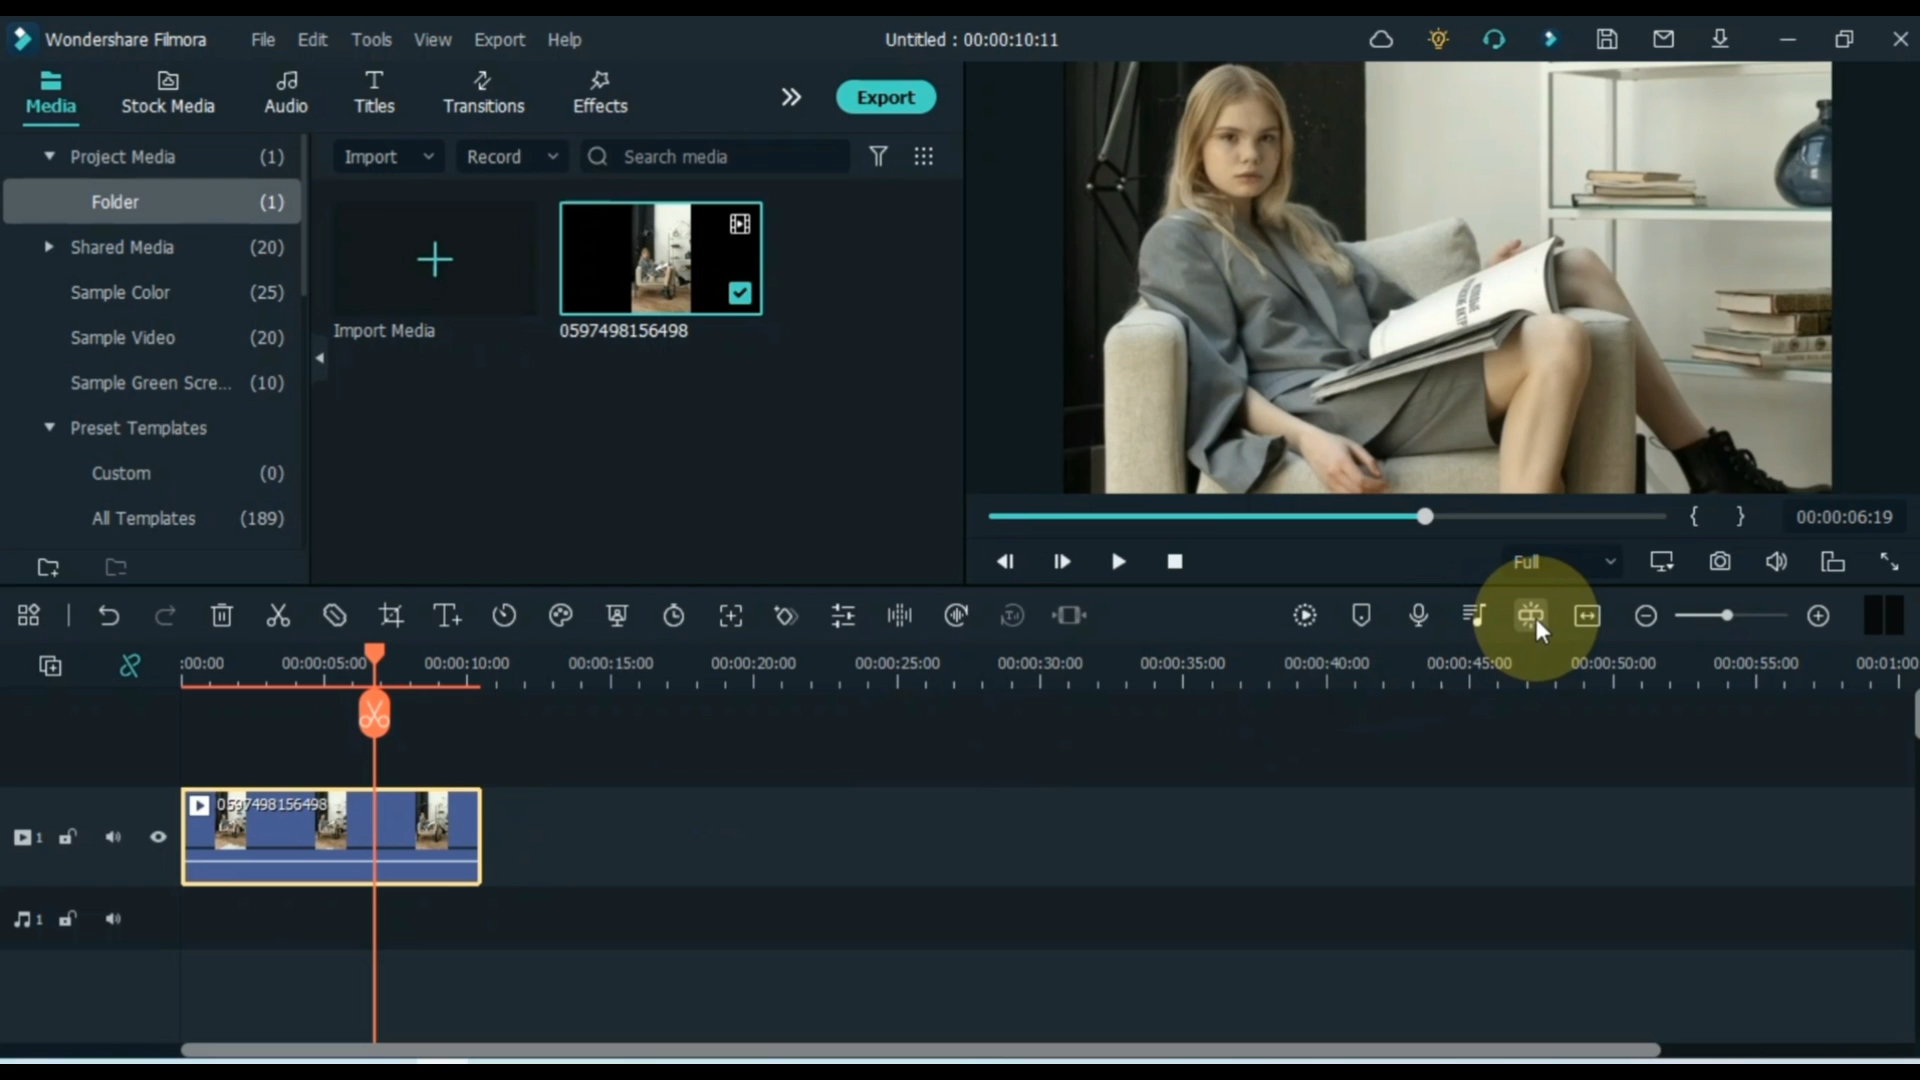 Wondershare Filmora File Edit Tools View Export Help Untitled : 00:00:10:11
Media Stock Media Audio Titles Transitions Effects Export
Project Media (1)
Folder (1)
Shared Media (20)
Sample Color (25)
Sample Video (20)
Sample Green Scre... (10)
Preset Templates
Custom (0)
All Templates (189)
Import Record Search media
Import Media 0597498156498
00:00:06:19
Full
:00:00 00:00:05:00 00:00:10:00 00:00:15:00 00:00:20:00 00:00:25:00 00:00:30:00 00:00:35:00 00:00:40:00 00:00:45:00 00:00:50:00 00:00:55:00 00:01:00
0597498156498
1
1